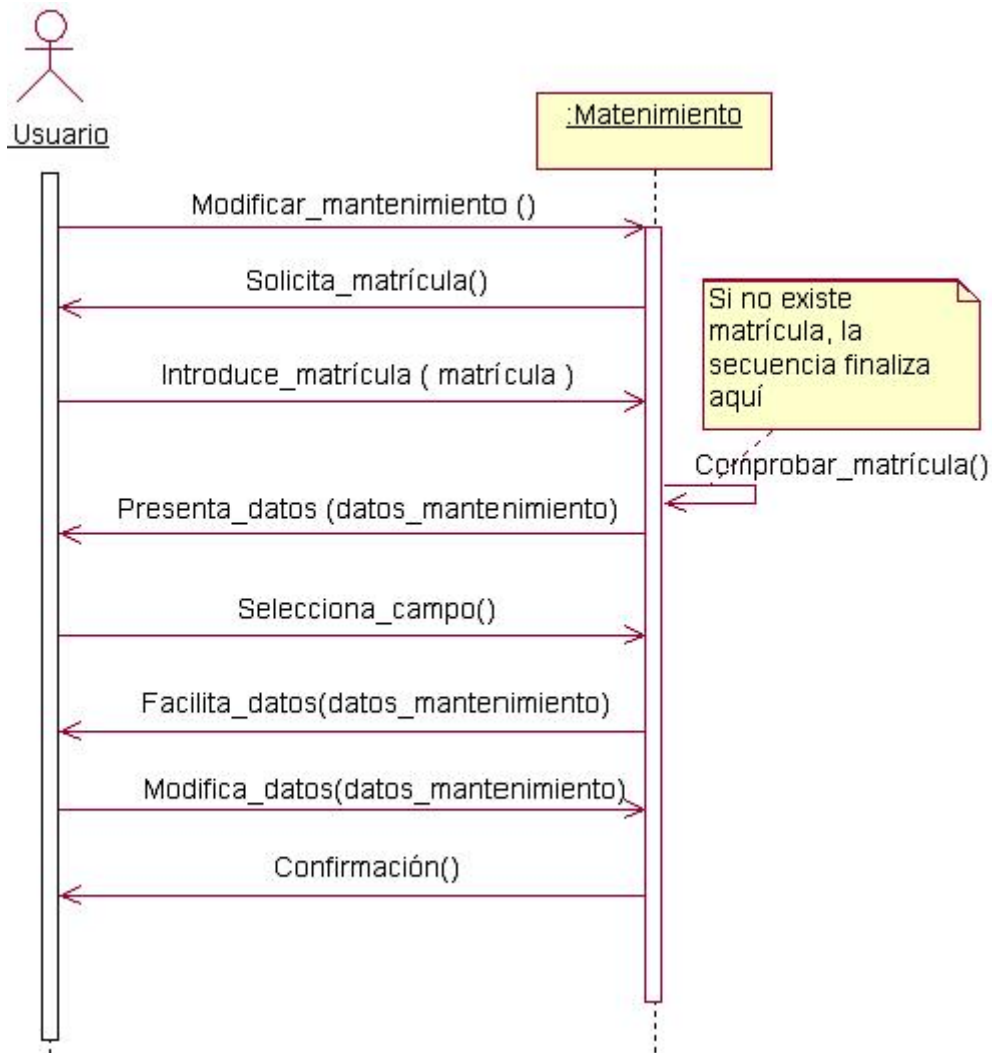 Usuario
:Matenimiento
Modificar_mantenimiento ()
Solicita_matrícula()
Si no existe
matrícula, la
secuencia finaliza
aquí
Introduce_matrícula ( matrícula )
Comprobar_matrícula()
Presenta_datos (datos_mantenimiento)
Selecciona_campo()
Facilita_datos(datos_mantenimiento)
Modifica_datos(datos_mantenimiento)
Confirmación()